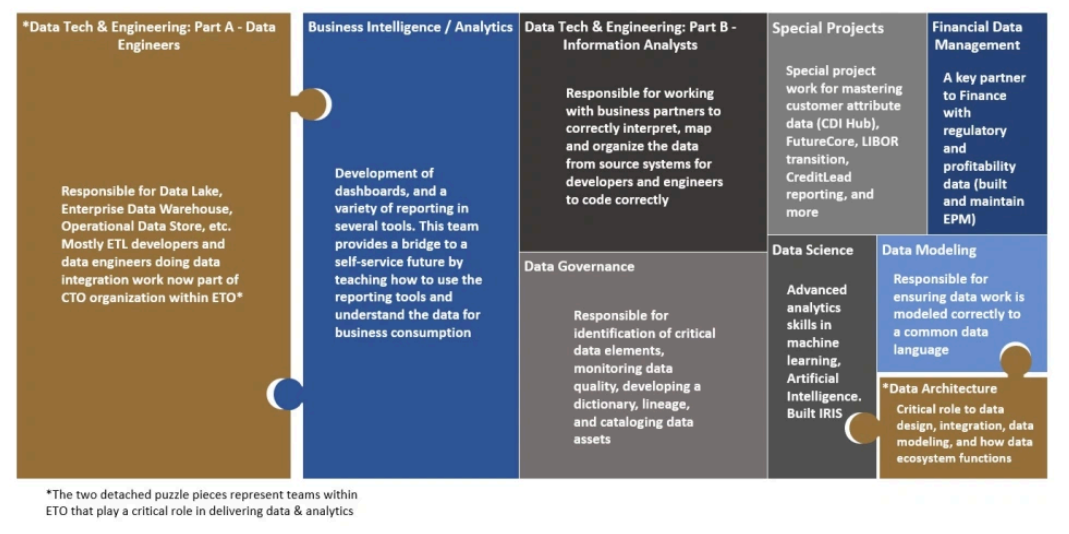 *Data Tech & Engineering: Part A - Data
Engineers
Responsible for Data Lake,
Enterprise Data Warehouse,
Operational Data Store, etc.
Mostly ETL developers and
data engineers doing data
integration work now part of
CTO organization within ETO*
Business Intelligence / Analytics
Development of
dashboards, and a
variety of reporting in
several tools. This team
provides a bridge to a
self-service future by
teaching how to use the
reporting tools and
understand the data for
business consumption
Data Tech & Engineering: Part B -
Information Analysts
Responsible for working
with business partners to
correctly interpret, map
and organize the data
from source systems for
developers and engineers
to code correctly
Data Governance
Responsible for
identification of critical
data elements,
monitoring data
quality, developing a
dictionary, lineage,
and cataloging data
assets
Special Projects
Special project
work for mastering
customer attribute
data (CDI Hub),
FutureCore, LIBOR
transition,
CreditLead
reporting, and
more
Financial Data
Management
A key partner
to Finance
with
regulatory
and
profitability
data (built
and maintain
EPM)
Data Science
Advanced
analytics
skills in
machine
learning,
Artificial
Intelligence.
Built IRIS
Data Modeling
Responsible for
ensuring data work is
modeled correctly to
a common data
language
*Data Architecture
Critical role to data
design, integration, data
modeling, and how data
ecosystem functions
*The two detached puzzle pieces represent teams within
ETO that play a critical role in delivering data & analytics